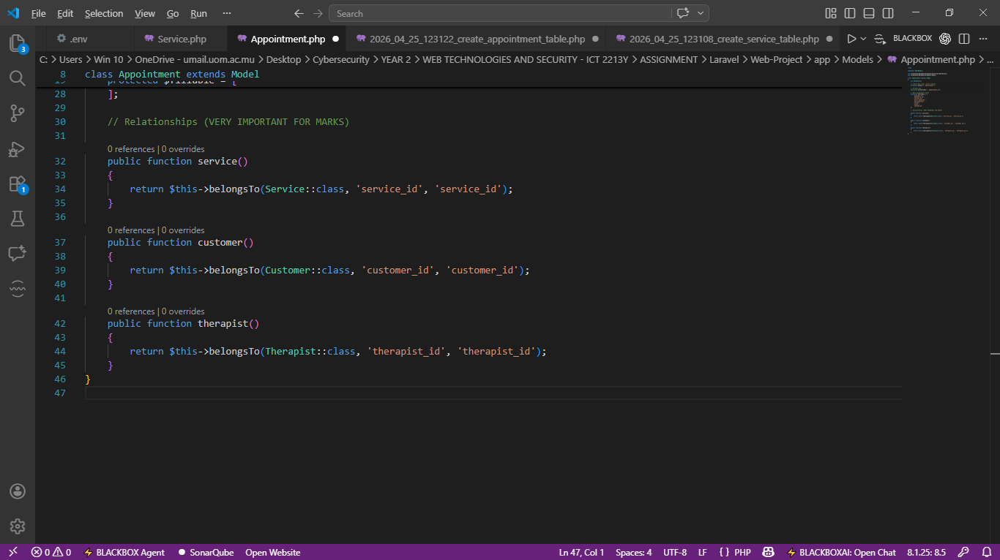 File Edit Selection View Go Run ··· Search
.env Service.php Appointment.php 2026_04_25_123122_create_appointment_table.php 2026_04_25_123108_create_service_table.php BLACKBOX
C: > Users > Win 10 > OneDrive - umail.uom.ac.mu > Desktop > Cybersecurity > YEAR 2 > WEB TECHNOLOGIES AND SECURITY - ICT 2213Y > ASSIGNMENT > Laravel > Web-Project > app > Models > Appointment.php > ...
8 class Appointment extends Model
19 protected $fillable = [
28 ];
29
30 // Relationships (VERY IMPORTANT FOR MARKS)
31
0 references | 0 overrides
32 public function service()
33 {
34 return $this->belongsTo(Service::class, 'service_id', 'service_id');
35 }
36
0 references | 0 overrides
37 public function customer()
38 {
39 return $this->belongsTo(Customer::class, 'customer_id', 'customer_id');
40 }
41
0 references | 0 overrides
42 public function therapist()
43 {
44 return $this->belongsTo(Therapist::class, 'therapist_id', 'therapist_id');
45 }
46 }
47
3
1
0 0 BLACKBOX Agent SonarQube Open Website Ln 47, Col 1 Spaces: 4 UTF-8 LF {} PHP BLACKBOXAI: Open Chat 8.1.25: 8.5